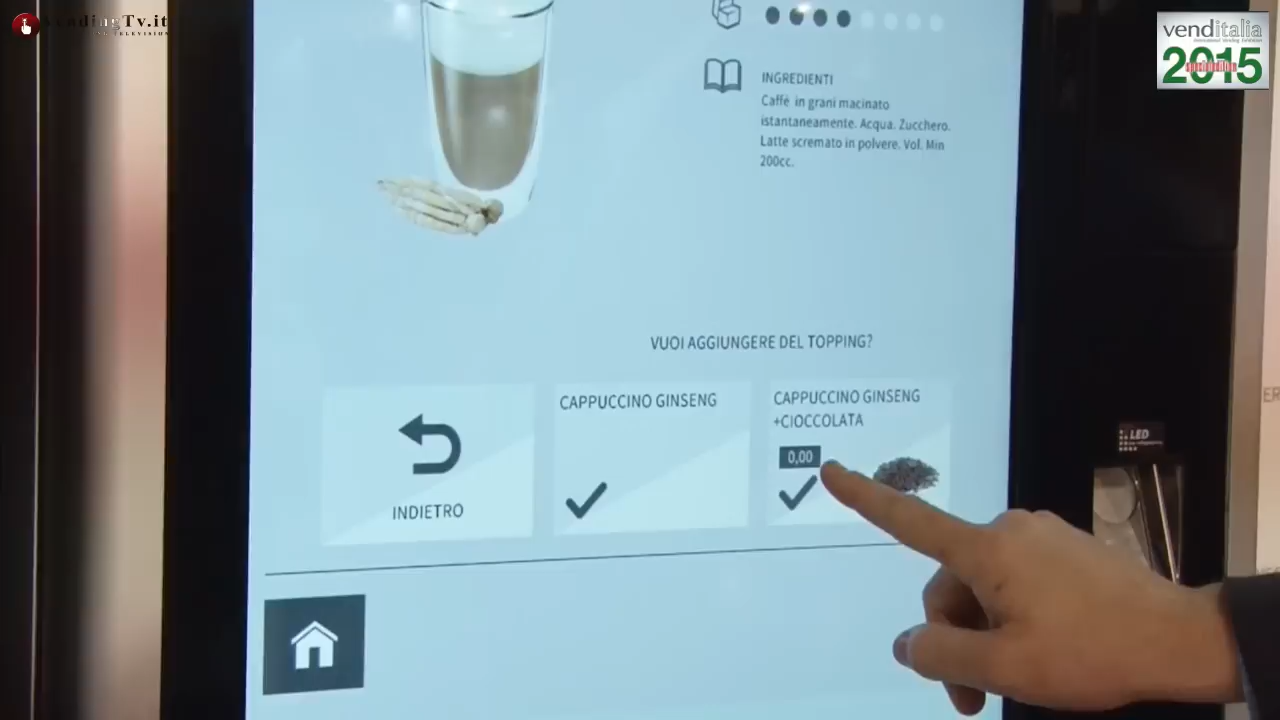 VendingTv.it
venditalia
2015
INGREDIENTI
Caffè in grani macinato
istantaneamente. Acqua. Zucchero.
Latte scremato in polvere. Vol. Min
200cc.
VUOI AGGIUNGERE DEL TOPPING?
INDIETRO
CAPPUCCINO GINSENG
CAPPUCCINO GINSENG
+CIOCCOLATA
0,00
LED